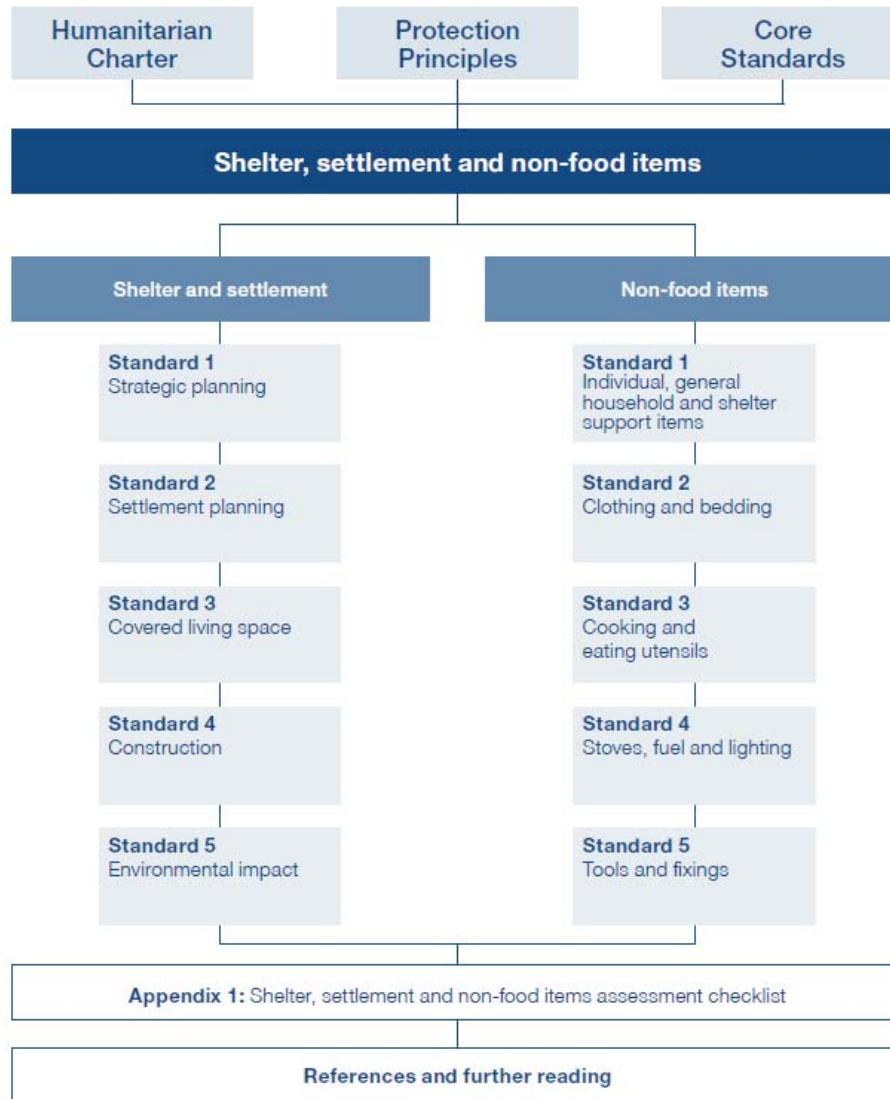 Humanitarian
Charter
Protection
Principles
Core
Standards
Shelter, settlement and non-food items
Shelter and settlement
Standard 1
Strategic planning
Standard 2
Settlement planning
Standard 3
Covered living space
Standard 4
Construction
Standard 5
Environmental impact
Non-food items
Standard 1
Individual, general
household and shelter
support items
Standard 2
Clothing and bedding
Standard 3
Cooking and
eating utensils
Standard 4
Stoves, fuel and lighting
Standard 5
Tools and fixings
Appendix 1: Shelter, settlement and non-food items assessment checklist
References and further reading